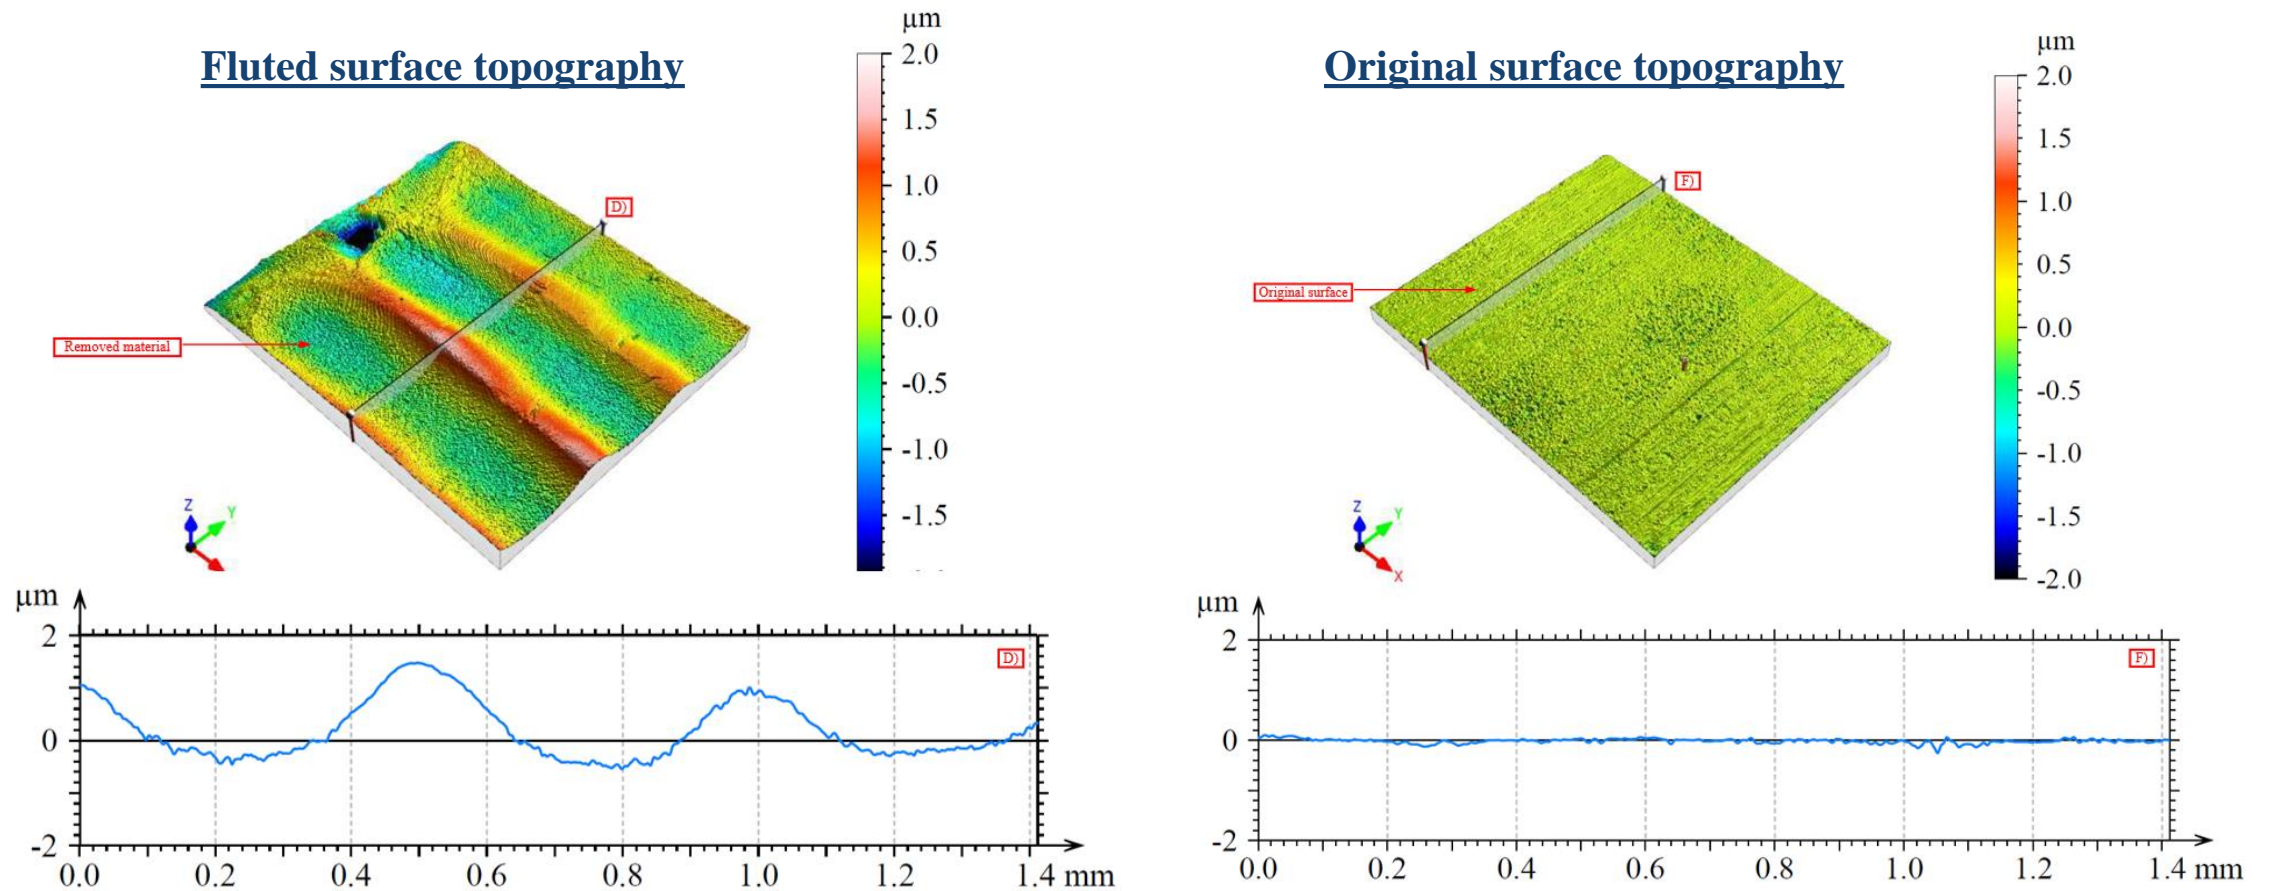 Fluted surface topography
µm
2.0
1.5
1.0
0.5
0.0
-0.5
-1.0
-1.5
D)
Removed material
Z
Y
µm
2
0
-2
D)
0.0 0.2 0.4 0.6 0.8 1.0 1.2 1.4 mm
Original surface topography
µm
2.0
1.5
1.0
0.5
0.0
-0.5
-1.0
-1.5
-2.0
F)
Original surface
Z
Y
X
µm
2
0
-2
F)
0.0 0.2 0.4 0.6 0.8 1.0 1.2 1.4 mm